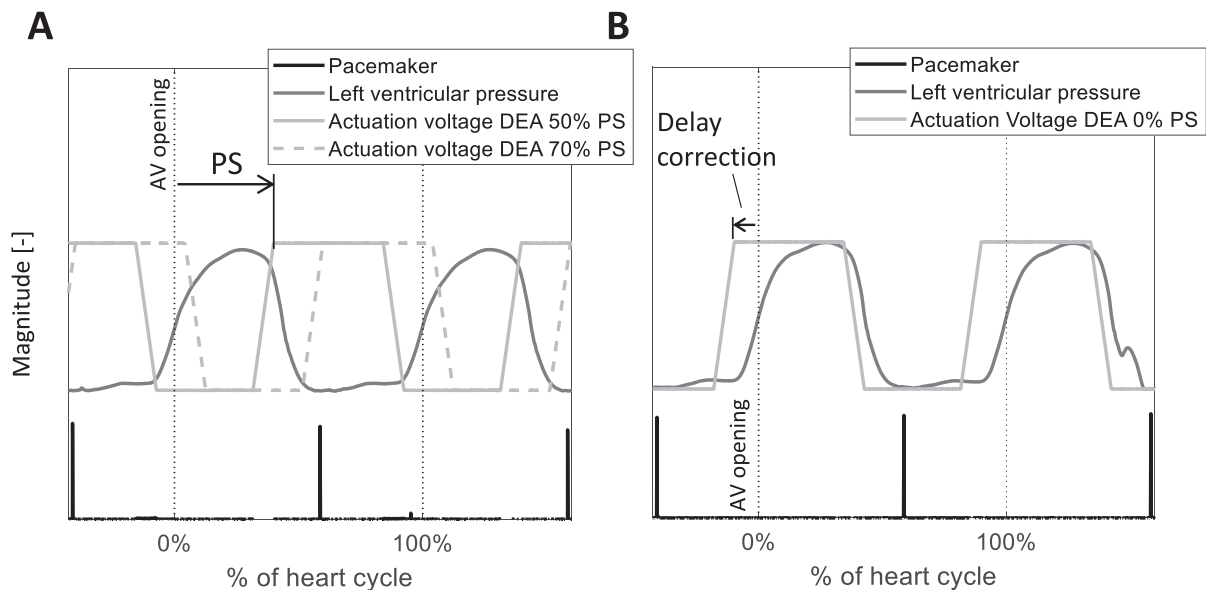 A
Pacemaker
Left ventricular pressure
Actuation voltage DEA 50% PS
Actuation voltage DEA 70% PS
AV opening
PS
Magnitude [-]
0%
100%
% of heart cycle
B
Pacemaker
Left ventricular pressure
Actuation Voltage DEA 0% PS
Delay
correction
AV opening
0%
100%
% of heart cycle